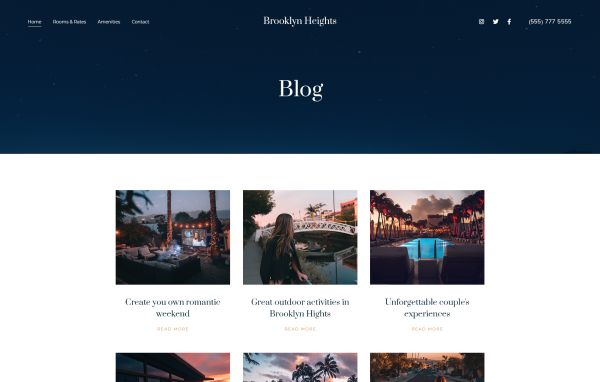 Home Rooms & Rates Amenities Contact Brooklyn Heights (555) 777 5555
Blog
Create you own romantic
weekend
READ MORE
Great outdoor activities in
Brooklyn Hights
READ MORE
Unforgettable couple's
experiences
READ MORE